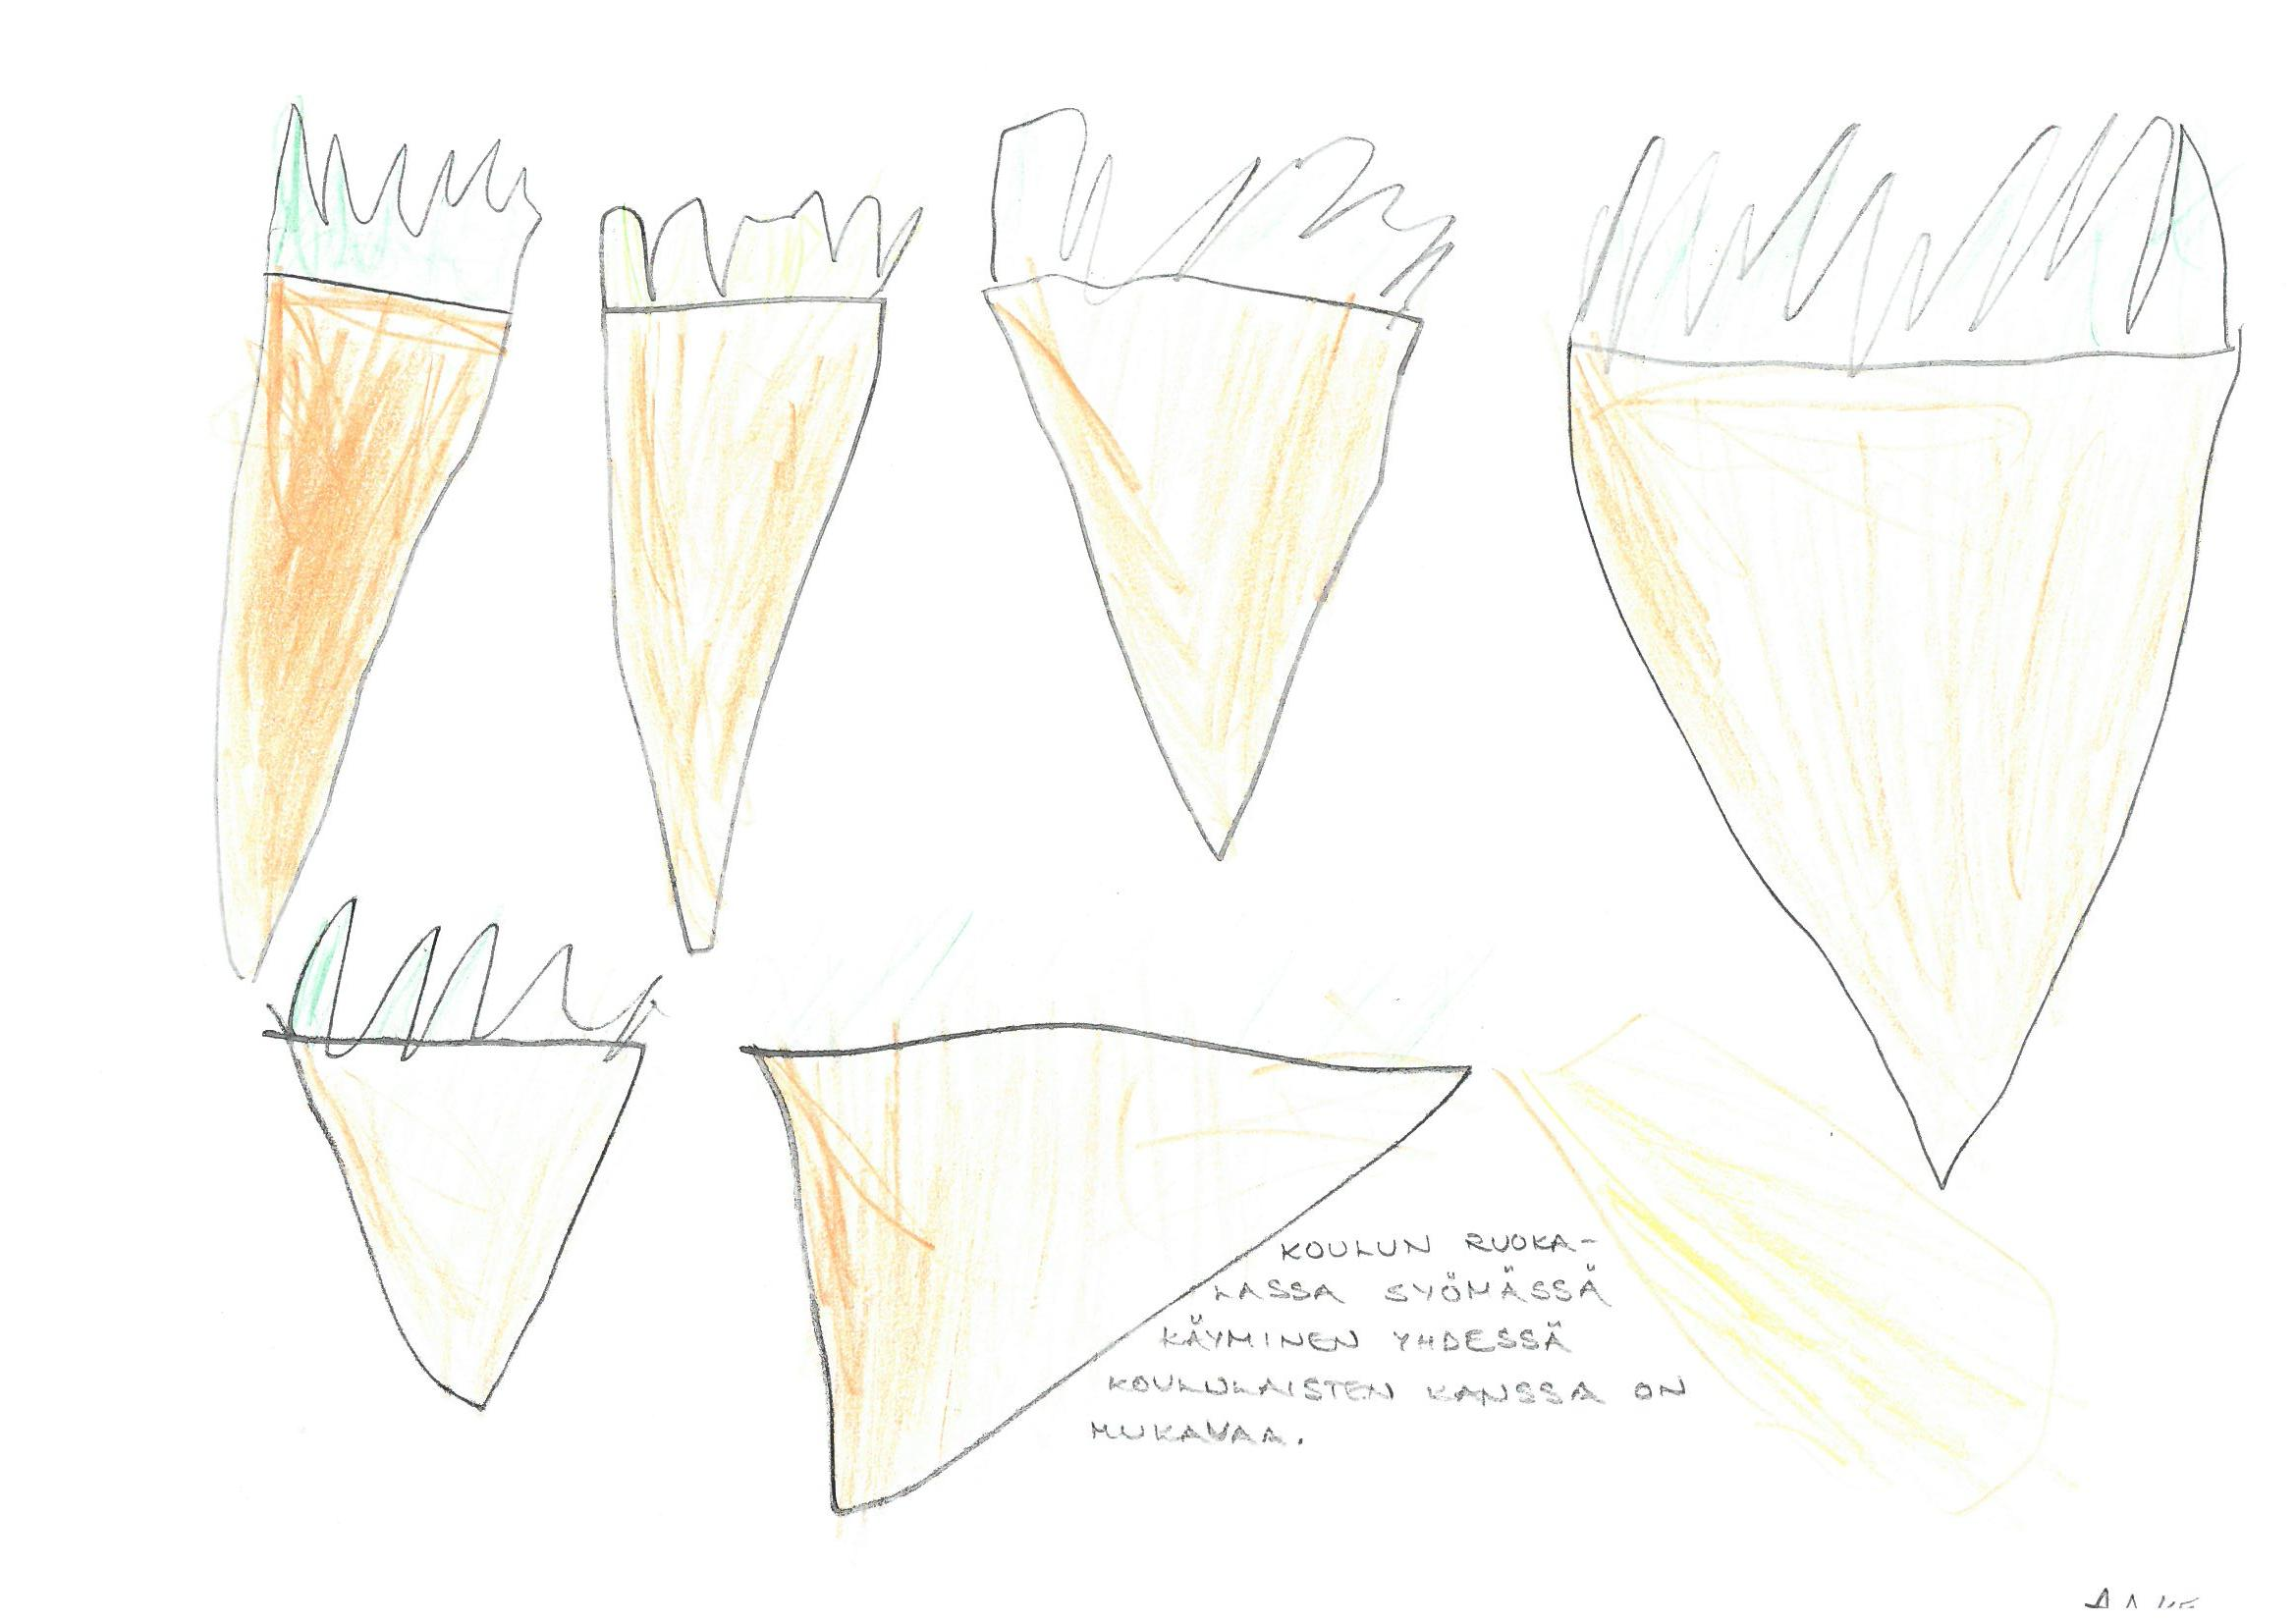 KOULUN RUOKA-
LASSA SYÖMÄSSÄ
KÄYMINEN YHDESSÄ
KOULULAISTEN KANSSA ON
MUKAVAA.